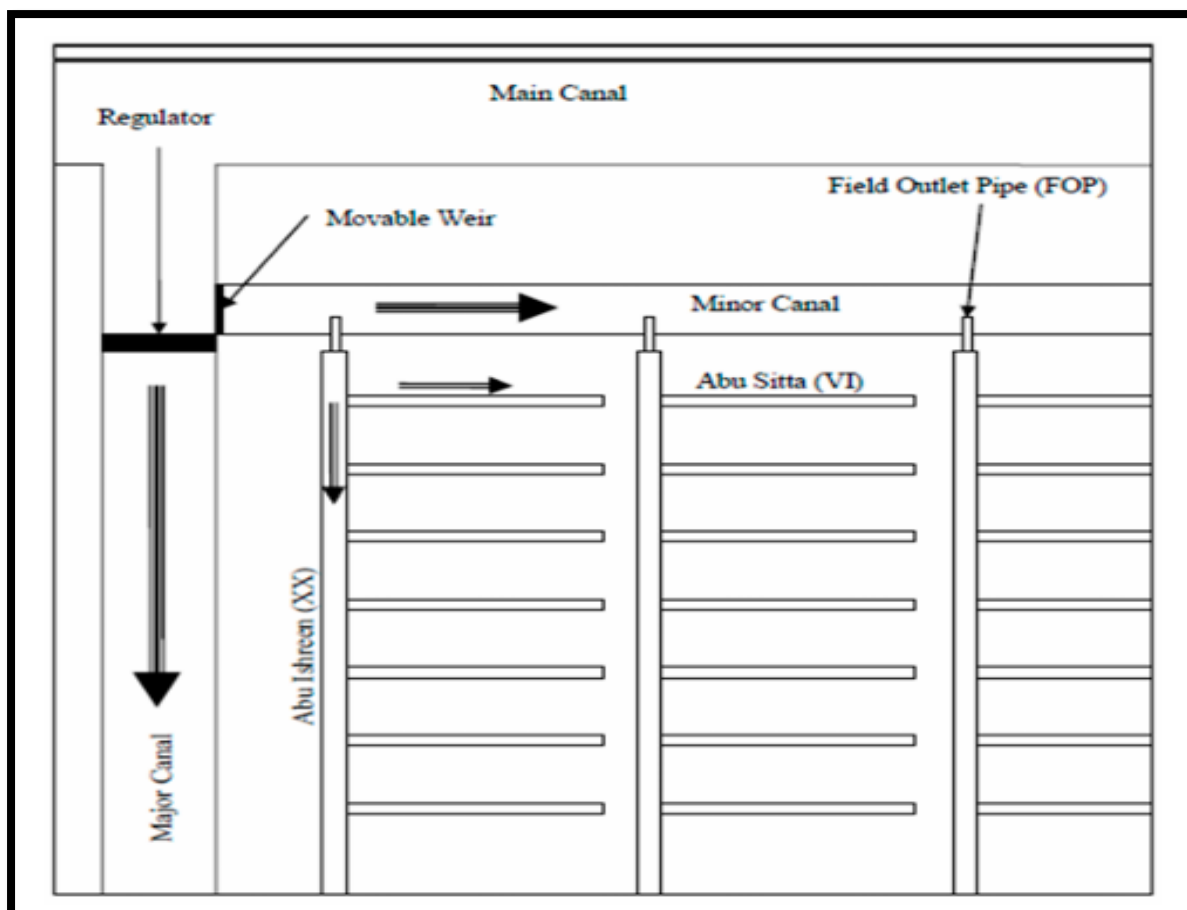 Main Canal
Regulator
Field Outlet Pipe (FOP)
Movable Weir
Minor Canal
Abu Sitta (VI)
Abu Ishreen (XX)
Major Canal